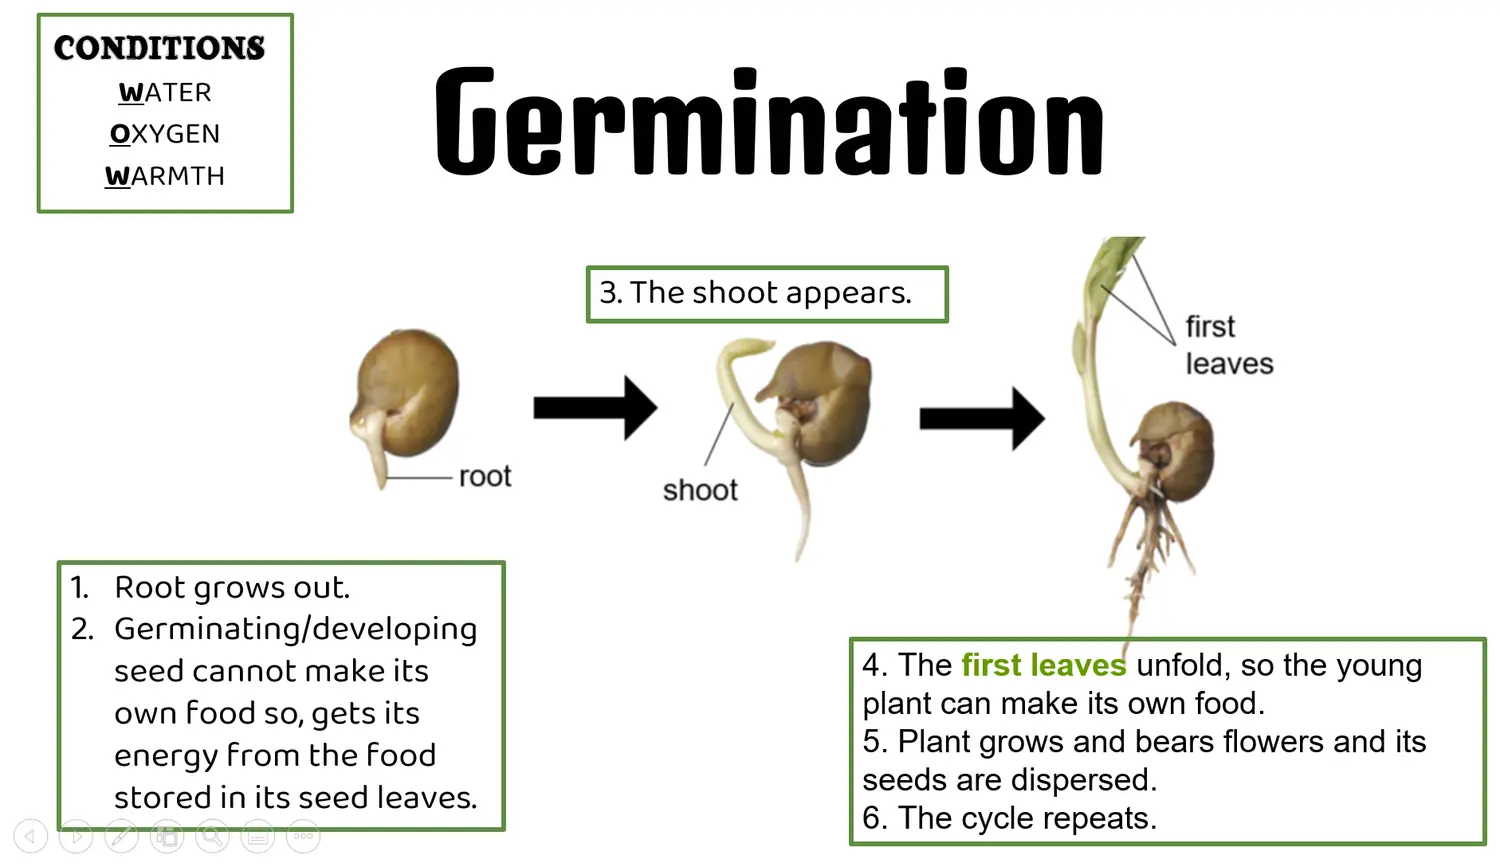 CONDITIONS
WATER
OXYGEN
WARMTH
Germination
3. The shoot appears.
first
leaves
root
shoot
1. Root grows out.
2. Germinating/developing
seed cannot make its
own food so, gets its
energy from the food
stored in its seed leaves.
4. The first leaves unfold, so the young
plant can make its own food.
5. Plant grows and bears flowers and its
seeds are dispersed.
6. The cycle repeats.